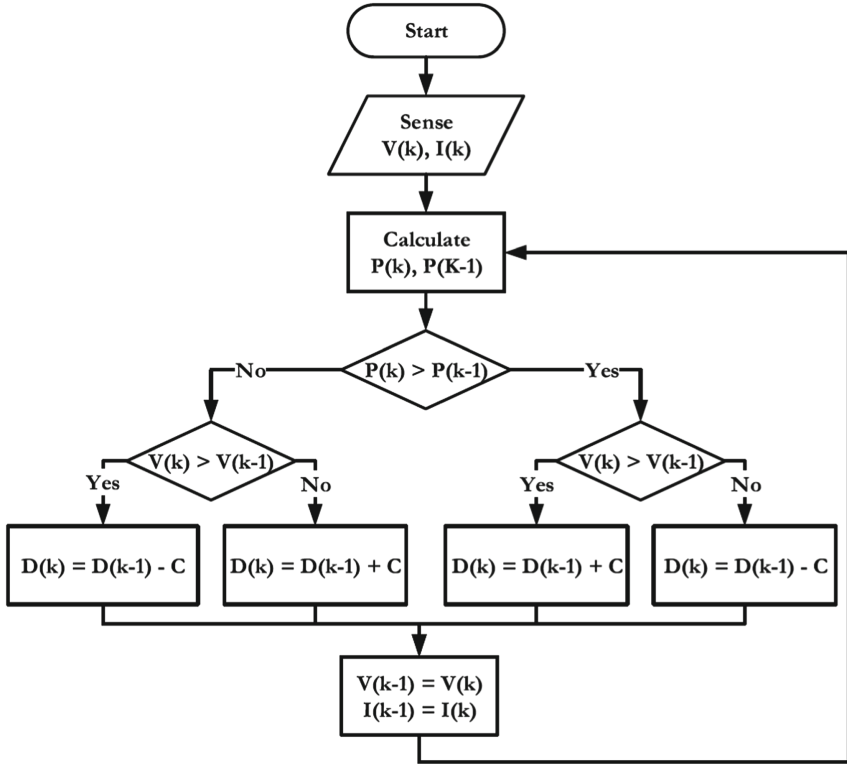 Start
Sense
V(k), I(k)
Calculate
P(k), P(K-1)
P(k) > P(k-1)
No
Yes
V(k) > V(k-1)
V(k) > V(k-1)
Yes
No
Yes
No
D(k) = D(k-1) - C
D(k) = D(k-1) + C
D(k) = D(k-1) + C
D(k) = D(k-1) - C
V(k-1) = V(k)
I(k-1) = I(k)